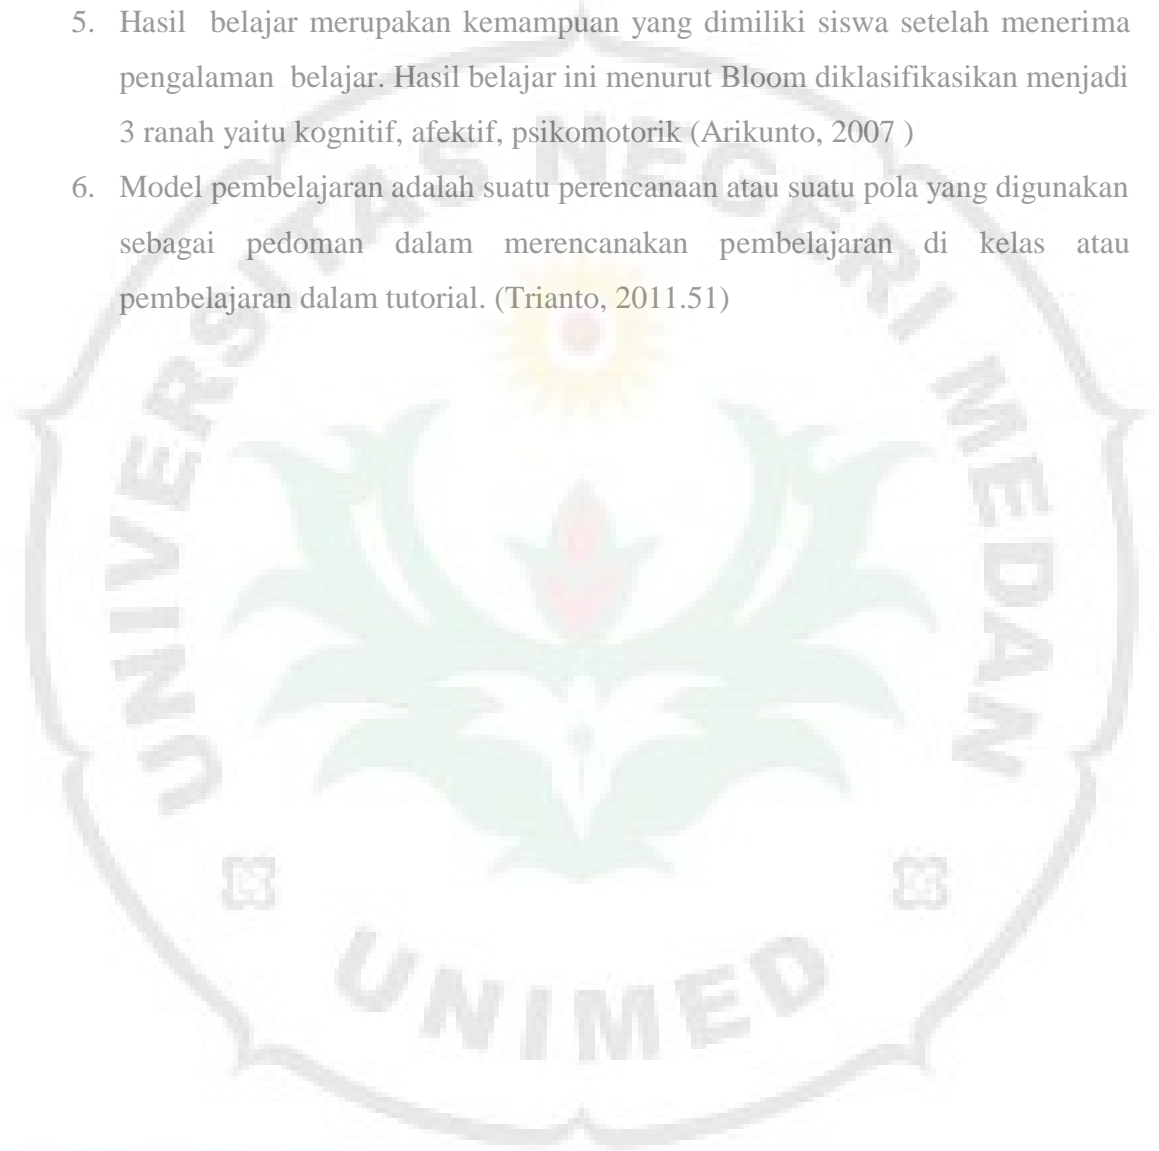 5. Hasil belajar merupakan kemampuan yang dimiliki siswa setelah menerima
pengalaman belajar. Hasil belajar ini menurut Bloom diklasifikasikan menjadi
3 ranah yaitu kognitif, afektif, psikomotorik (Arikunto, 2007 )
6. Model pembelajaran adalah suatu perencanaan atau suatu pola yang digunakan
sebagai pedoman dalam merencanakan pembelajaran di kelas atau
pembelajaran dalam tutorial. (Trianto, 2011.51)
UNIVERSITAS NEGERI MEDAN
UNIMED